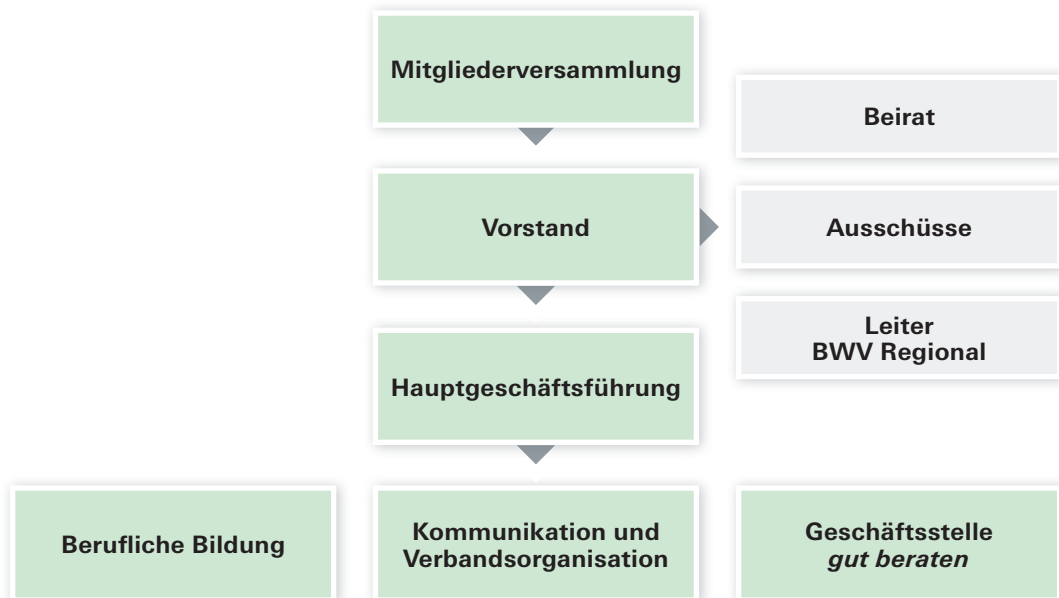 Mitgliederversammlung
Beirat
Vorstand
Ausschüsse
Leiter
BWV Regional
Hauptgeschäftsführung
Berufliche Bildung
Kommunikation und
Verbandsorganisation
Geschäftsstelle
gut beraten